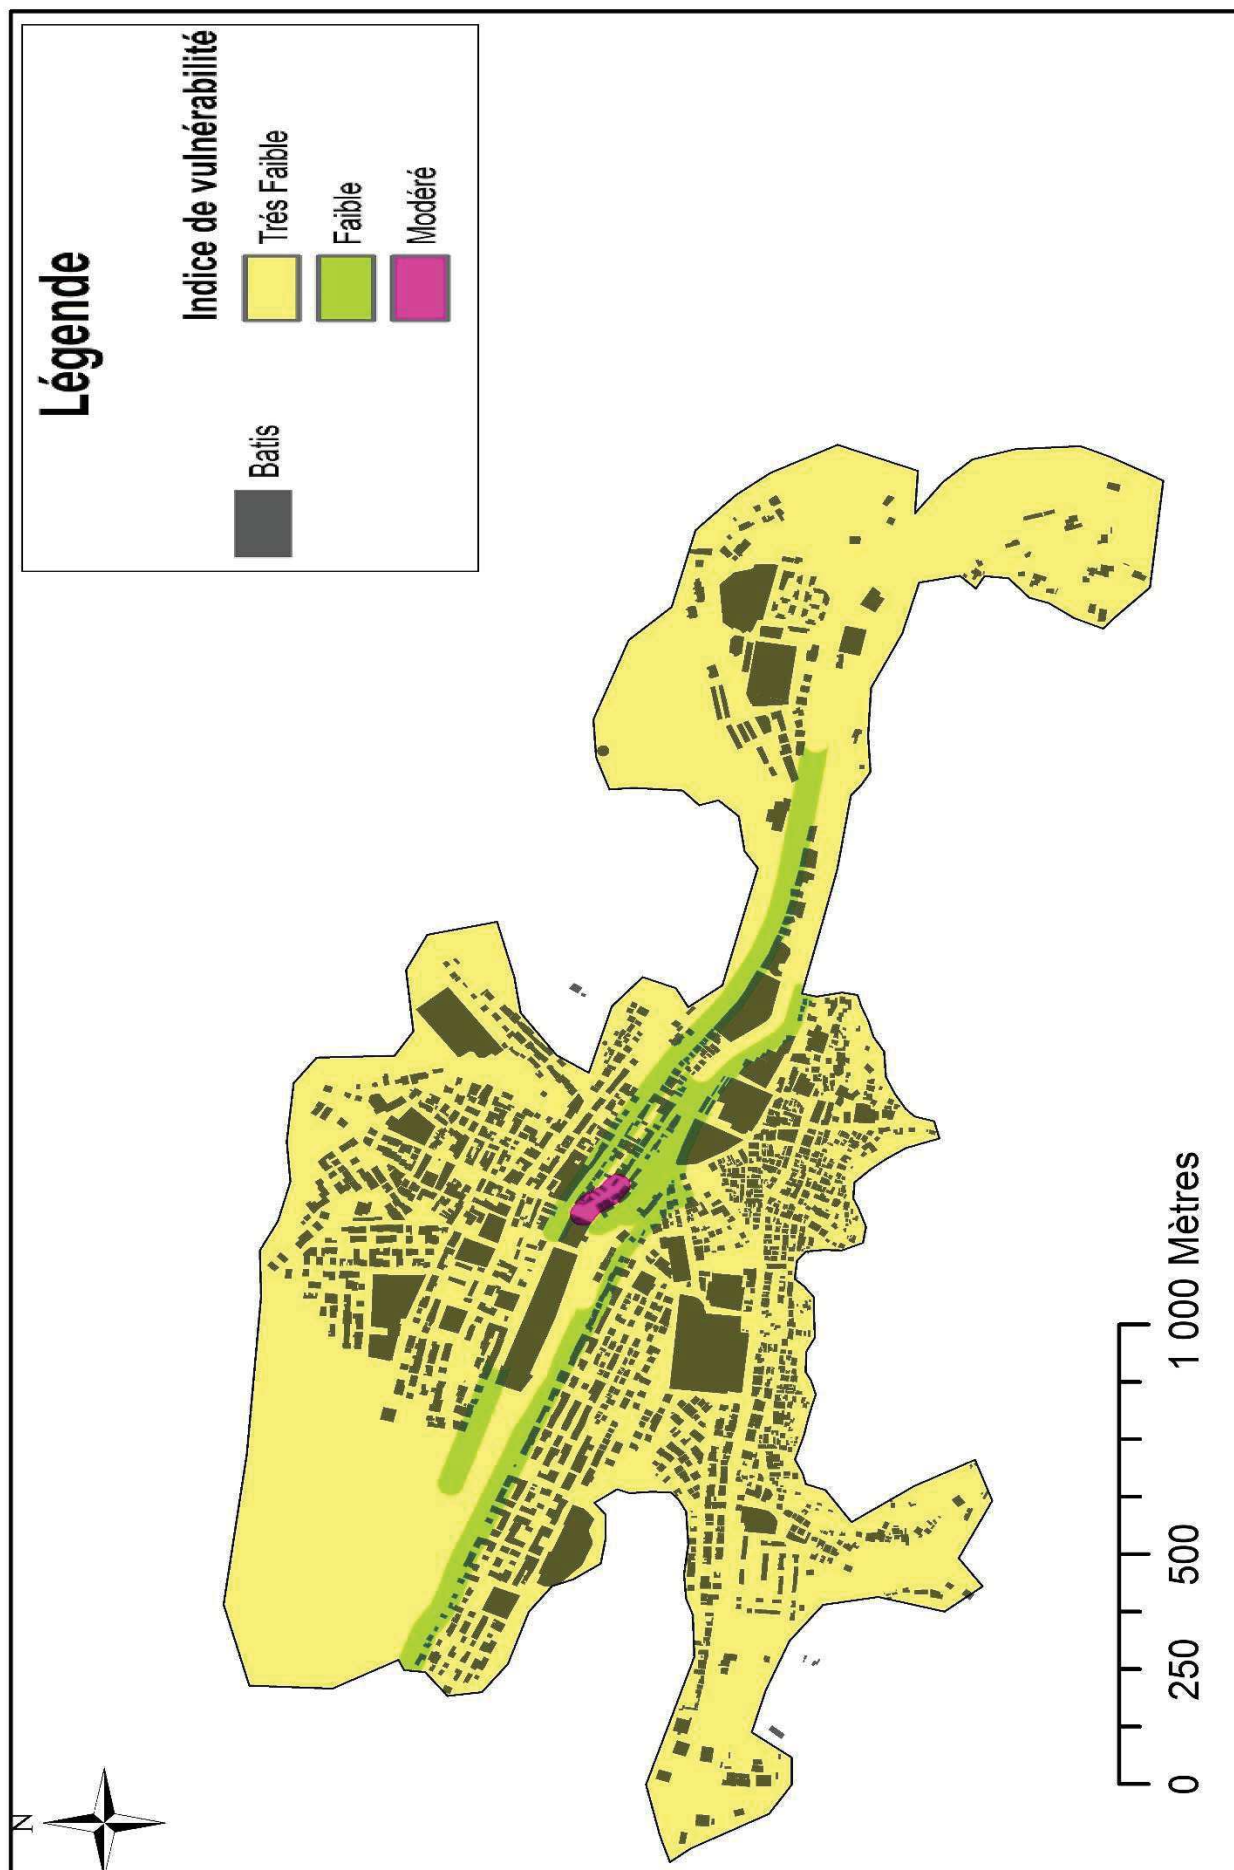 Légende
Batis
Indice de vulnérabilité
Trés Faible
Faible
Modéré
N
0 250 500 1 000 Mètres